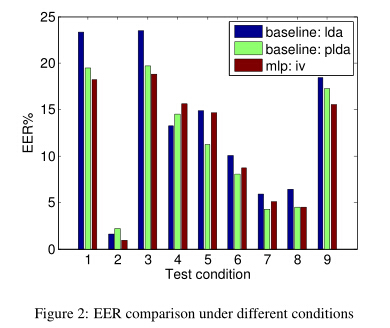 25
20
15
10
5
0
EER%
baseline: lda
baseline: plda
mlp: iv
1 2 3 4 5 6 7 8 9
Test condition
Figure 2: EER comparison under different conditions